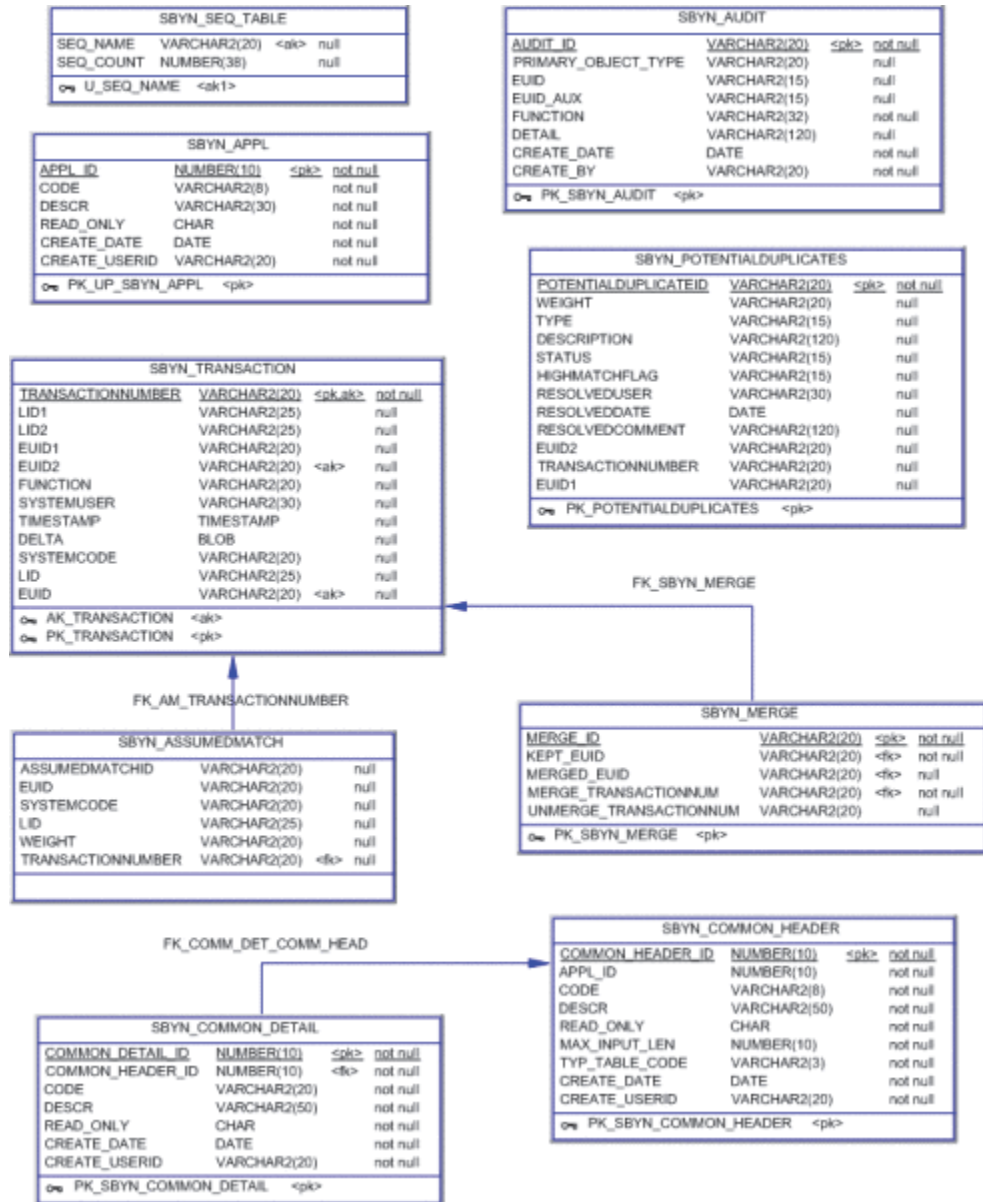 SBYN_SEQ_TABLE
SEQ_NAME VARCHAR2(20) <ak> null
SEQ_COUNT NUMBER(38) null
U_SEQ_NAME <ak1>
SBYN_AUDIT
AUDIT_ID VARCHAR2(20) <pk> not null
PRIMARY_OBJECT_TYPE VARCHAR2(20) null
EUID VARCHAR2(15) null
EUID_AUX VARCHAR2(15) null
FUNCTION VARCHAR2(32) not null
DETAIL VARCHAR2(120) null
CREATE_DATE DATE not null
CREATE_BY VARCHAR2(20) not null
PK_SBYN_AUDIT <pk>
SBYN_APPL
APPL_ID NUMBER(10) <pk> not null
CODE VARCHAR2(8) not null
DESCR VARCHAR2(30) not null
READ_ONLY CHAR not null
CREATE_DATE DATE not null
CREATE_USERID VARCHAR2(20) not null
PK_UP_SBYN_APPL <pk>
SBYN_POTENTIALDUPLICATES
POTENTIALDUPLICATEID VARCHAR2(20) <pk> not null
WEIGHT VARCHAR2(20) null
TYPE VARCHAR2(15) null
DESCRIPTION VARCHAR2(120) null
STATUS VARCHAR2(15) null
HIGHMATCHFLAG VARCHAR2(15) null
RESOLVEDUSER VARCHAR2(30) null
RESOLVEDDATE DATE null
RESOLVEDCOMMENT VARCHAR2(120) null
EUID2 VARCHAR2(20) null
TRANSACTIONNUMBER VARCHAR2(20) null
EUID1 VARCHAR2(20) null
PK_POTENTIALDUPLICATES <pk>
SBYN_TRANSACTION
TRANSACTIONNUMBER VARCHAR2(20) <pk,ak> not null
LID1 VARCHAR2(25) null
LID2 VARCHAR2(25) null
EUID1 VARCHAR2(20) null
EUID2 VARCHAR2(20) <ak> null
FUNCTION VARCHAR2(20) null
SYSTEMUSER VARCHAR2(30) null
TIMESTAMP TIMESTAMP null
DELTA BLOB null
SYSTEMCODE VARCHAR2(20) null
LID VARCHAR2(25) null
EUID VARCHAR2(20) <ak> null
AK_TRANSACTION <ak>
PK_TRANSACTION <pk>
FK_SBYN_MERGE
FK_AM_TRANSACTIONNUMBER
SBYN_MERGE
MERGE_ID VARCHAR2(20) <pk> not null
KEPT_EUID VARCHAR2(20) <fk> not null
MERGED_EUID VARCHAR2(20) <fk> null
MERGE_TRANSACTIONNUM VARCHAR2(20) <fk> not null
UNMERGE_TRANSACTIONNUM VARCHAR2(20) null
PK_SBYN_MERGE <pk>
SBYN_ASSUMEDMATCH
ASSUMEDMATCHID VARCHAR2(20) null
EUID VARCHAR2(20) null
SYSTEMCODE VARCHAR2(20) null
LID VARCHAR2(25) null
WEIGHT VARCHAR2(20) null
TRANSACTIONNUMBER VARCHAR2(20) <fk> null
FK_COMM_DET_COMM_HEAD
SBYN_COMMON_HEADER
COMMON_HEADER_ID NUMBER(10) <pk> not null
APPL_ID NUMBER(10) not null
CODE VARCHAR2(8) not null
DESCR VARCHAR2(50) not null
READ_ONLY CHAR not null
MAX_INPUT_LEN NUMBER(10) not null
TYP_TABLE_CODE VARCHAR2(3) not null
CREATE_DATE DATE not null
CREATE_USERID VARCHAR2(20) not null
PK_SBYN_COMMON_HEADER <pk>
SBYN_COMMON_DETAIL
COMMON_DETAIL_ID NUMBER(10) <pk> not null
COMMON_HEADER_ID NUMBER(10) <fk> not null
CODE VARCHAR2(20) not null
DESCR VARCHAR2(50) not null
READ_ONLY CHAR not null
CREATE_DATE DATE not null
CREATE_USERID VARCHAR2(20) not null
PK_SBYN_COMMON_DETAIL <pk>